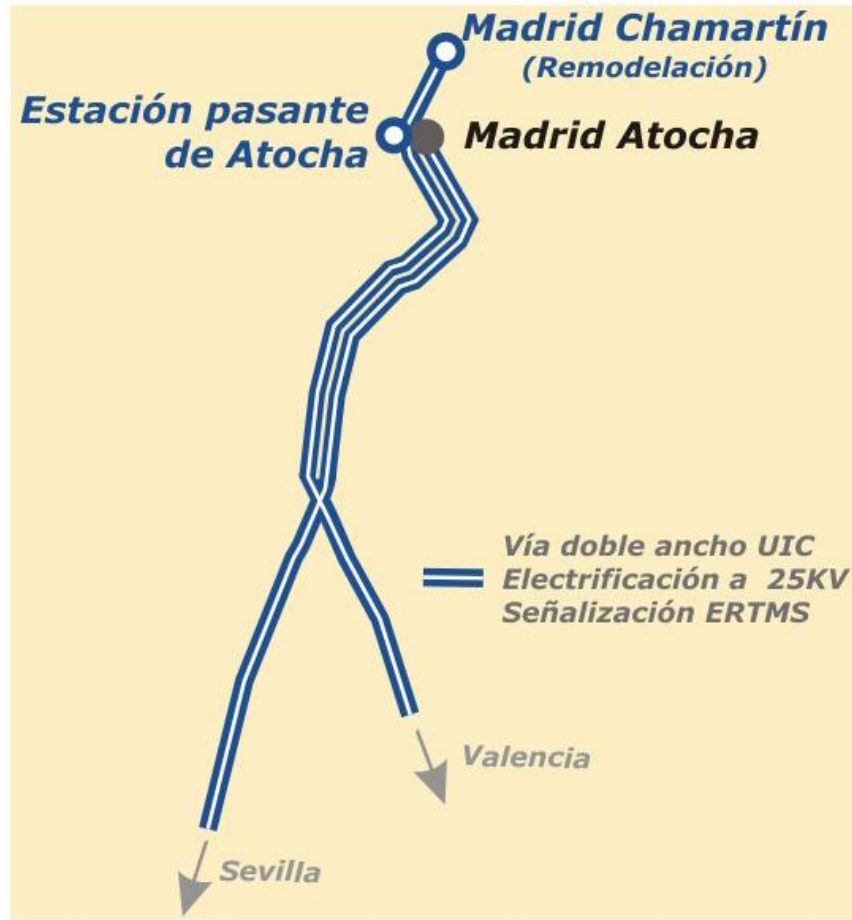 Madrid Chamartín
(Remodelación)
Estación pasante
de Atocha
Madrid Atocha
Vía doble ancho UIC
Electrificación a 25KV
Señalización ERTMS
Valencia
Sevilla